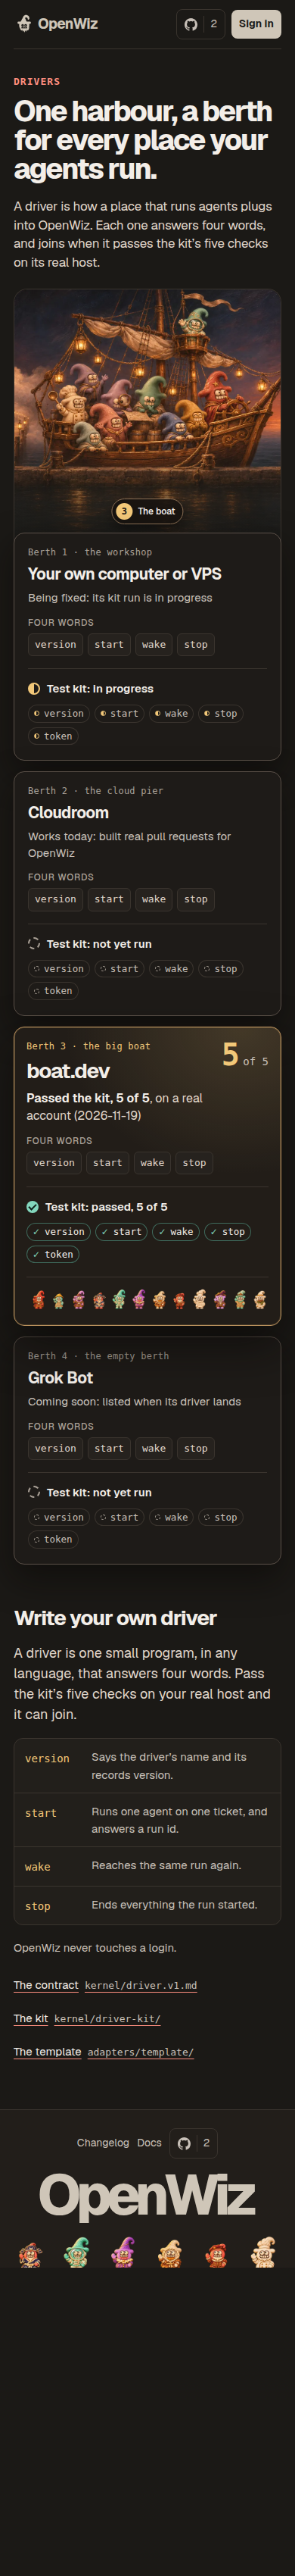 OpenWiz
2
Sign in
DRIVERS
One harbour, a berth
for every place your
agents run.
A driver is how a place that runs agents plugs
into OpenWiz. Each one answers four words,
and joins when it passes the kit's five checks
on its real host.
3 The boat
Berth 1 · the workshop
Your own computer or VPS
Being fixed: its kit run is in progress
FOUR WORDS
version start wake stop
Test kit: in progress
version start wake stop
token
Berth 2 · the cloud pier
Cloudroom
Works today: built real pull requests for
OpenWiz
FOUR WORDS
version start wake stop
Test kit: not yet run
version start wake stop
token
Berth 3 · the big boat
5 of 5
boat.dev
Passed the kit, 5 of 5, on a real
account (2026-11-19)
FOUR WORDS
version start wake stop
Test kit: passed, 5 of 5
✓ version ✓ start ✓ wake ✓ stop
✓ token
Berth 4 · the empty berth
Grok Bot
Coming soon: listed when its driver lands
FOUR WORDS
version start wake stop
Test kit: not yet run
version start wake stop
token
Write your own driver
A driver is one small program, in any
language, that answers four words. Pass
the kit's five checks on your real host and
it can join.
version Says the driver's name and its
records version.
start Runs one agent on one ticket, and
answers a run id.
wake Reaches the same run again.
stop Ends everything the run started.
OpenWiz never touches a login.
The contract kernel/driver.v1.md
The kit kernel/driver-kit/
The template adapters/template/
Changelog Docs 2
OpenWiz